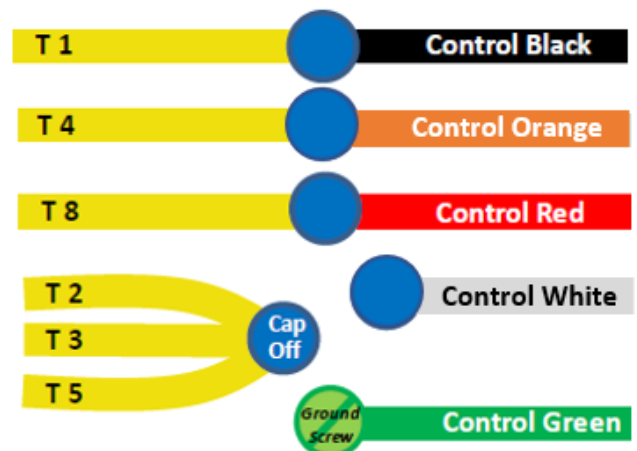 T 1 Control Black
T 4 Control Orange
T 8 Control Red
T 2
Control White
T 3
Cap
Off
T 5
Ground
Screw
Control Green